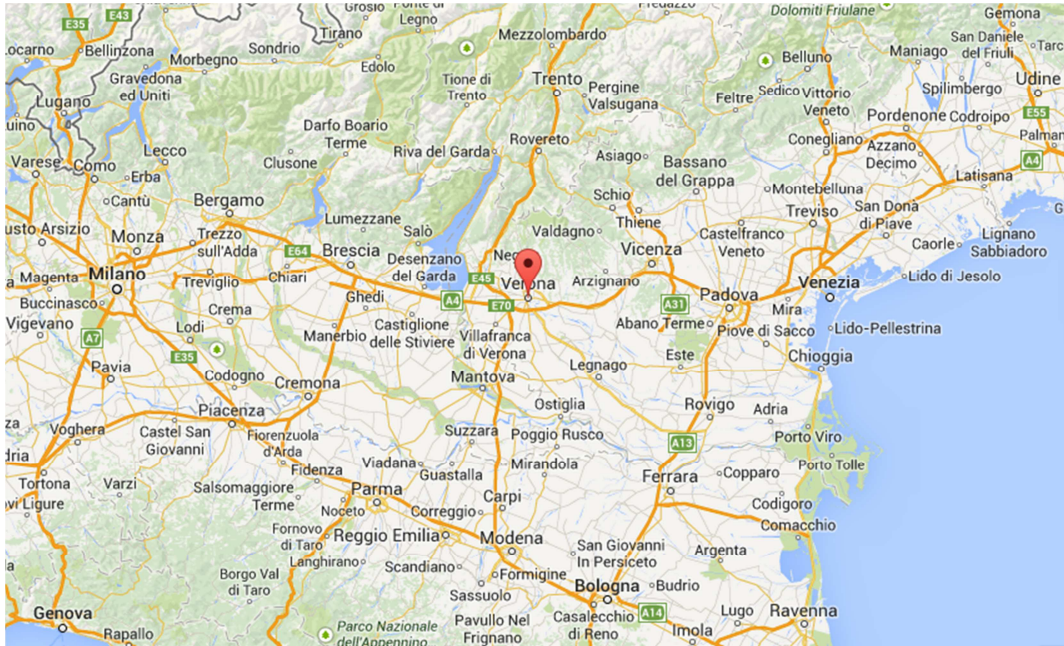 E35
E43
Grosio
Ponte di
Legno
Predazzo
Dolomiti Friulane
Gemona
Locarno
Bellinzona
Sondrio
Tirano
Mezzolombardo
Maniago
San Daniele
del Friuli
Morbegno
Edolo
Belluno
Gravedona
ed Uniti
Tione di
Trento
Trento
Pergine
Valsugana
Feltre
Sedico
Vittorio
Veneto
Spilimbergo
Udine
Lugano
E55
Darfo Boario
Terme
Rovereto
Pordenone
Codroipo
Conegliano
Azzano
Decimo
Varese
Como
Lecco
Clusone
Riva del Garda
Asiago
Bassano
del Grappa
A4
Erba
Montebelluna
Latisana
Cantù
Bergamo
Schio
Thiene
Treviso
San Donà
di Piave
Lumezzane
Salò
Valdagno
Castelfranco
Veneto
Lignano
Sabbiadoro
Monza
Trezzo
sull'Adda
E64
Brescia
Desenzano
del Garda
Vicenza
Caorle
Magenta
Milano
Treviglio
Chiari
E45
Verona
Arzignano
Venezia
Lido di Jesolo
Buccinasco
Ghedi
A4
E70
A31
Padova
Mira
Vigevano
Crema
Manerbio
Castiglione
delle Stiviere
Villafranca
di Verona
Abano Terme
Piove di Sacco
Lido-Pellestrina
A7
Lodi
E35
Este
Chioggia
Pavia
Codogno
Cremona
Mantova
Legnago
Piacenza
Ostiglia
Rovigo
Adria
Voghera
Castel San
Giovanni
Fiorenzuola
d'Arda
Suzzara
Poggio Rusco
A13
Porto Viro
Fidenza
Viadana
Guastalla
Mirandola
Porto Tolle
Tortona
Varzi
Salsomaggiore
Terme
Parma
Ferrara
Copparo
Noceto
Carpi
Codigoro
Correggio
Comacchio
Fornovo
di Taro
Reggio Emilia
Modena
San Giovanni
In Persiceto
Argenta
Langhirano
Scandiano
Formigine
Borgo Val
di Taro
Sassuolo
Bologna
Budrio
Genova
A14
Lugo
Ravenna
Rapallo
Parco Nazionale
dell'Appennino
Pavullo Nel
Frignano
Casalecchio
di Reno
Imola